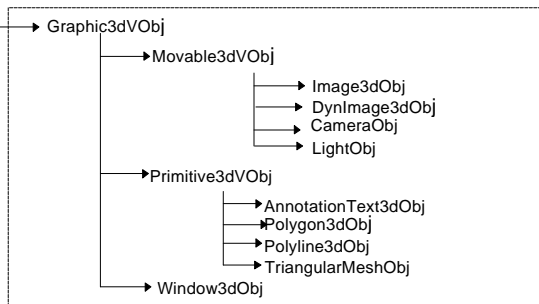 Graphic3dVObj
Movable3dVObj
Image3dObj
DynImage3dObj
CameraObj
LightObj
Primitive3dVObj
AnnotationText3dObj
Polygon3dObj
Polyline3dObj
TriangularMeshObj
Window3dObj